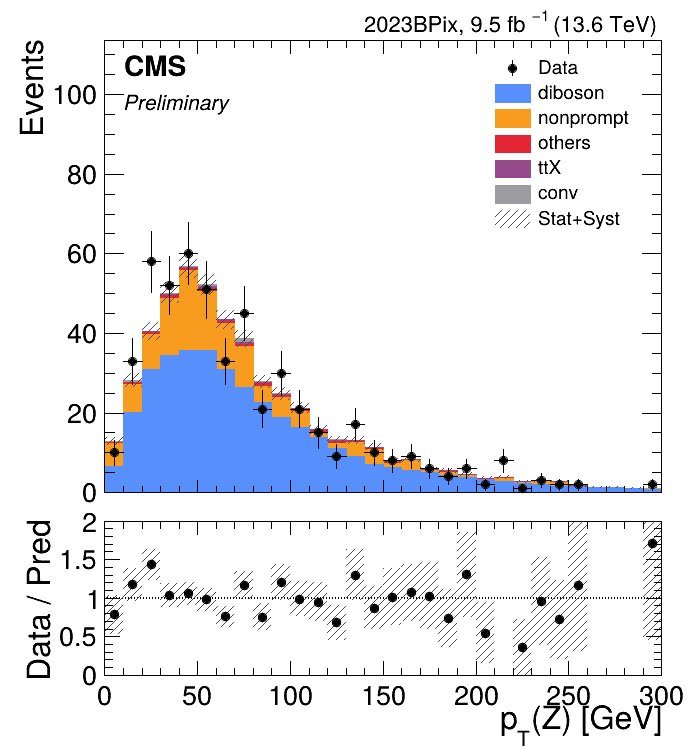 2023BPix, 9.5 fb⁻¹ (13.6 TeV)
CMS
Preliminary
Data
diboson
nonprompt
others
ttX
conv
Stat+Syst
Events
100
80
60
40
20
0
Data / Pred
2
1.5
1
0.5
0
0 50 100 150 200 250 300
p_T(Z) [GeV]